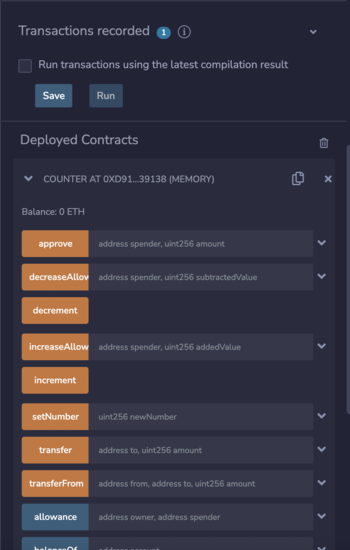 Transactions recorded 1 i
Run transactions using the latest compilation result
Save Run
Deployed Contracts
COUNTER AT 0XD91...39138 (MEMORY)
Balance: 0 ETH
approve address spender, uint256 amount
decreaseAllow address spender, uint256 subtractedValue
decrement
increaseAllow address spender, uint256 addedValue
increment
setNumber uint256 newNumber
transfer address to, uint256 amount
transferFrom address from, address to, uint256 amount
allowance address owner, address spender
balanceOf address account